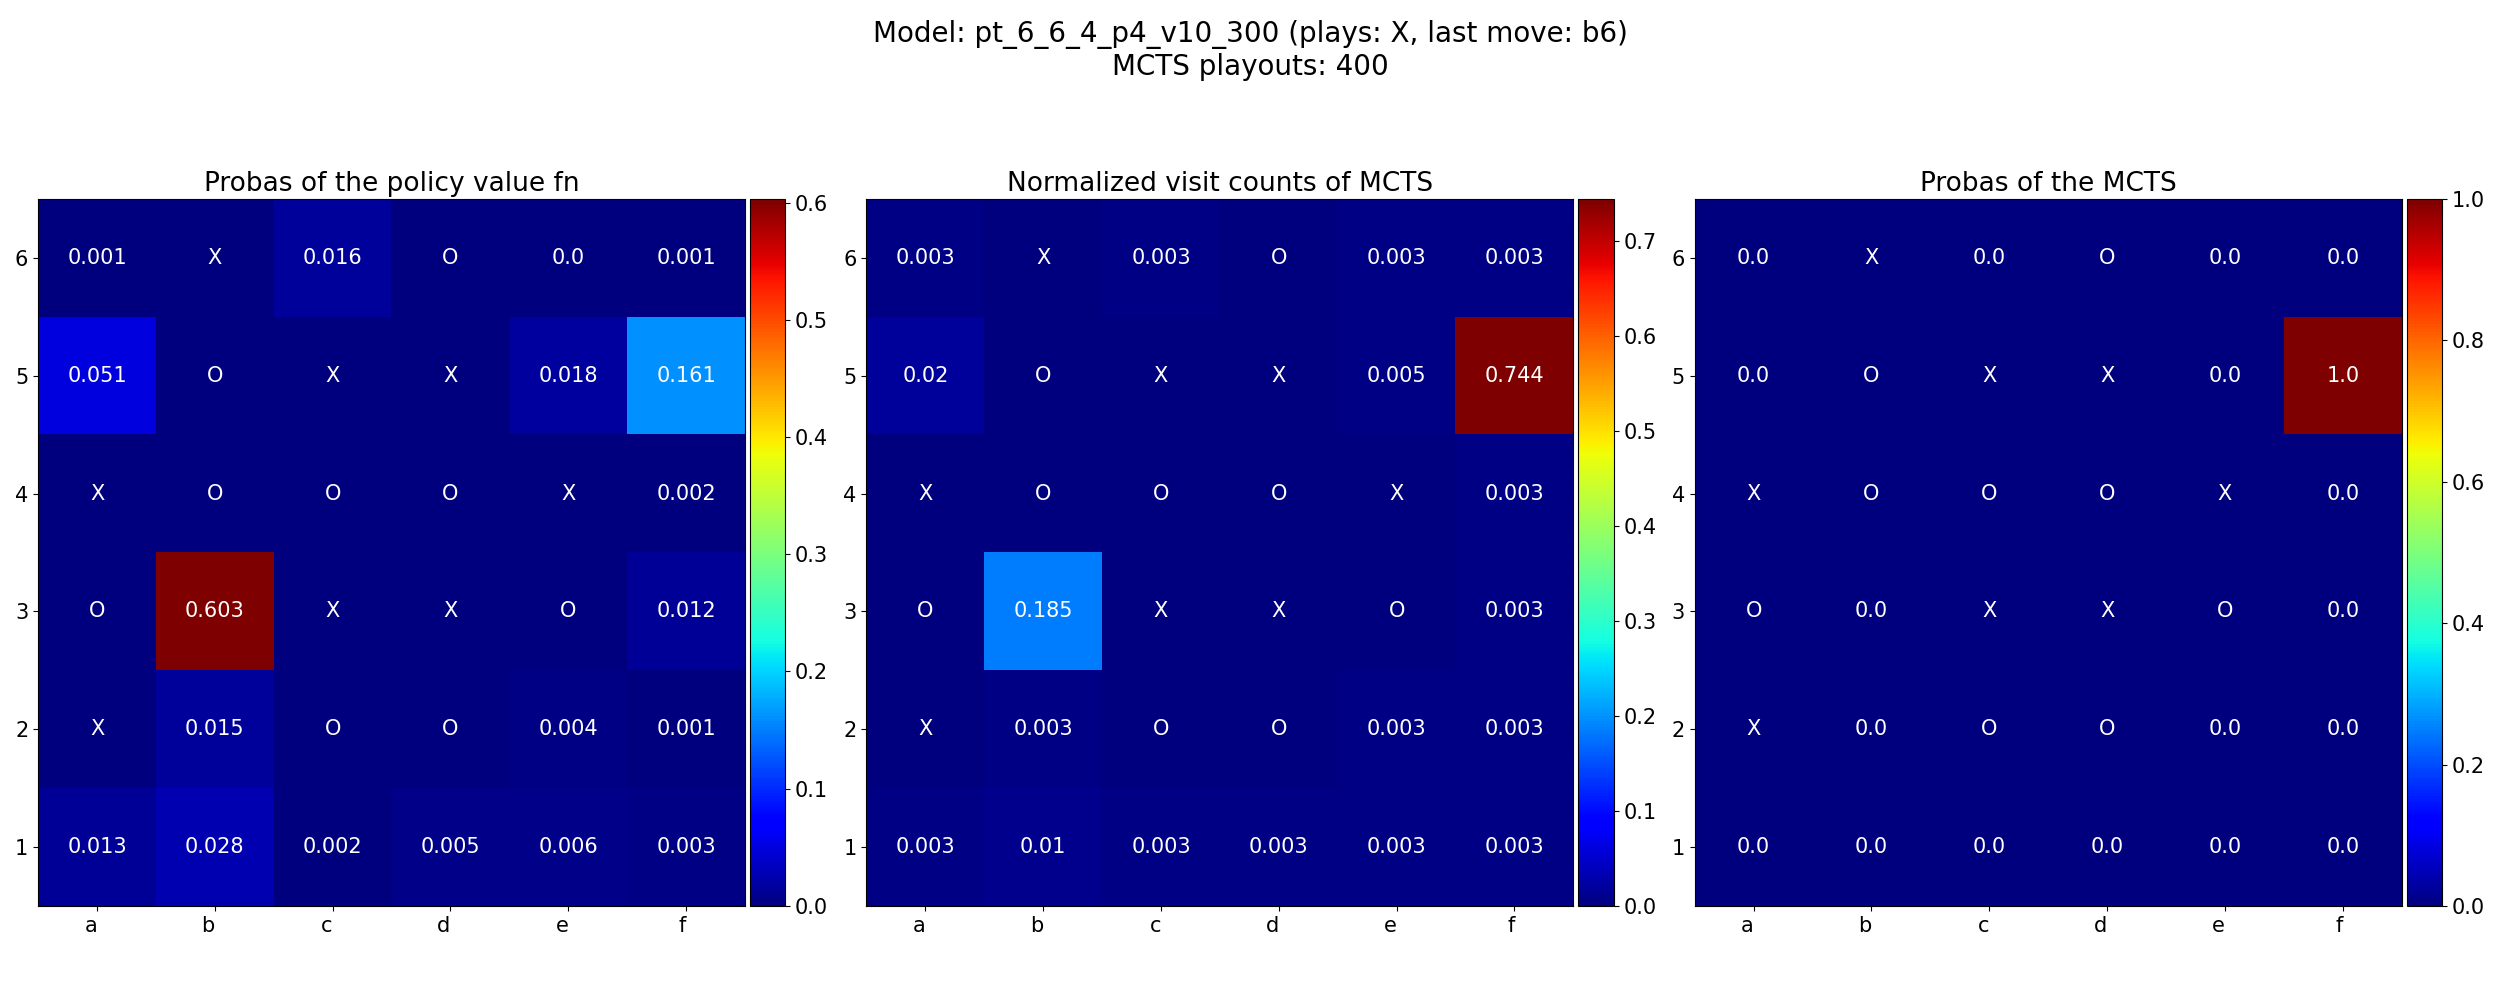 Model: pt_6_6_4_p4_v10_300 (plays: X, last move: b6)
MCTS playouts: 400
Probas of the policy value fn
6 0.001 X 0.016 O 0.0 0.001
5 0.051 O X X 0.018 0.161
4 X O O O X 0.002
3 O 0.603 X X O 0.012
2 X 0.015 O O 0.004 0.001
1 0.013 0.028 0.002 0.005 0.006 0.003
a b c d e f
0.6
0.5
0.4
0.3
0.2
0.1
0.0
Normalized visit counts of MCTS
6 0.003 X 0.003 O 0.003 0.003
5 0.02 O X X 0.005 0.744
4 X O O O X 0.003
3 O 0.185 X X O 0.003
2 X 0.003 O O 0.003 0.003
1 0.003 0.01 0.003 0.003 0.003 0.003
a b c d e f
0.7
0.6
0.5
0.4
0.3
0.2
0.1
0.0
Probas of the MCTS
6 0.0 X 0.0 O 0.0 0.0
5 0.0 O X X 0.0 1.0
4 X O O O X 0.0
3 O 0.0 X X O 0.0
2 X 0.0 O O 0.0 0.0
1 0.0 0.0 0.0 0.0 0.0 0.0
a b c d e f
1.0
0.8
0.6
0.4
0.2
0.0